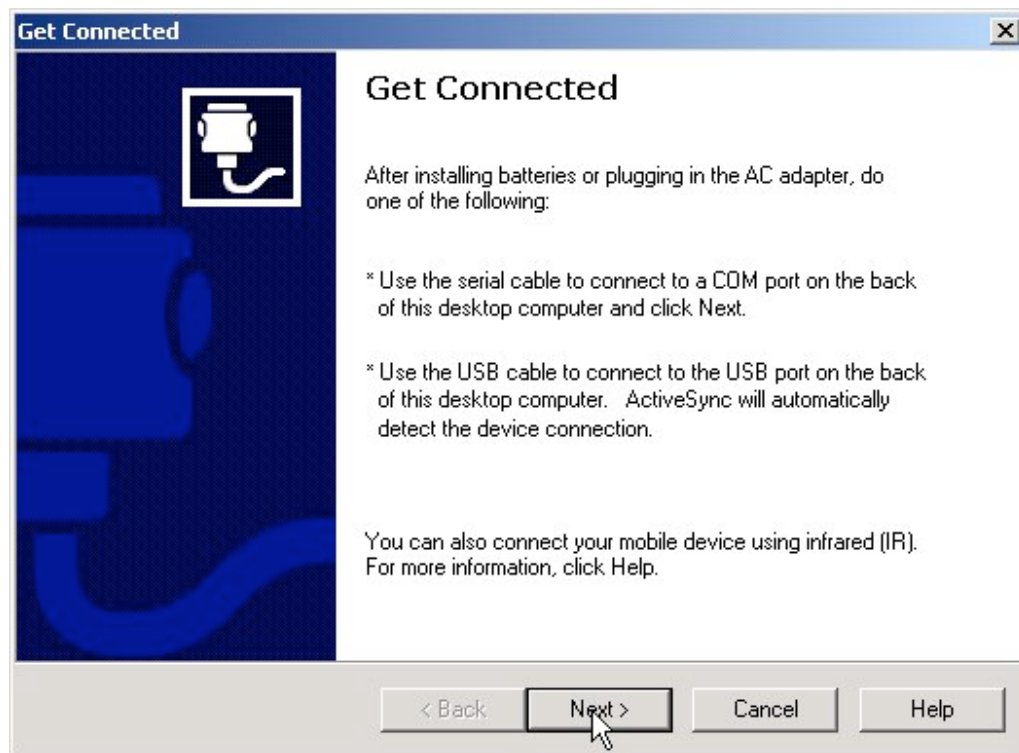 Get Connected
Get Connected
After installing batteries or plugging in the AC adapter, do
one of the following:
* Use the serial cable to connect to a COM port on the back
of this desktop computer and click Next.
* Use the USB cable to connect to the USB port on the back
of this desktop computer.   ActiveSync will automatically
detect the device connection.
You can also connect your mobile device using infrared (IR).
For more information, click Help.
< Back
Next >
Cancel
Help